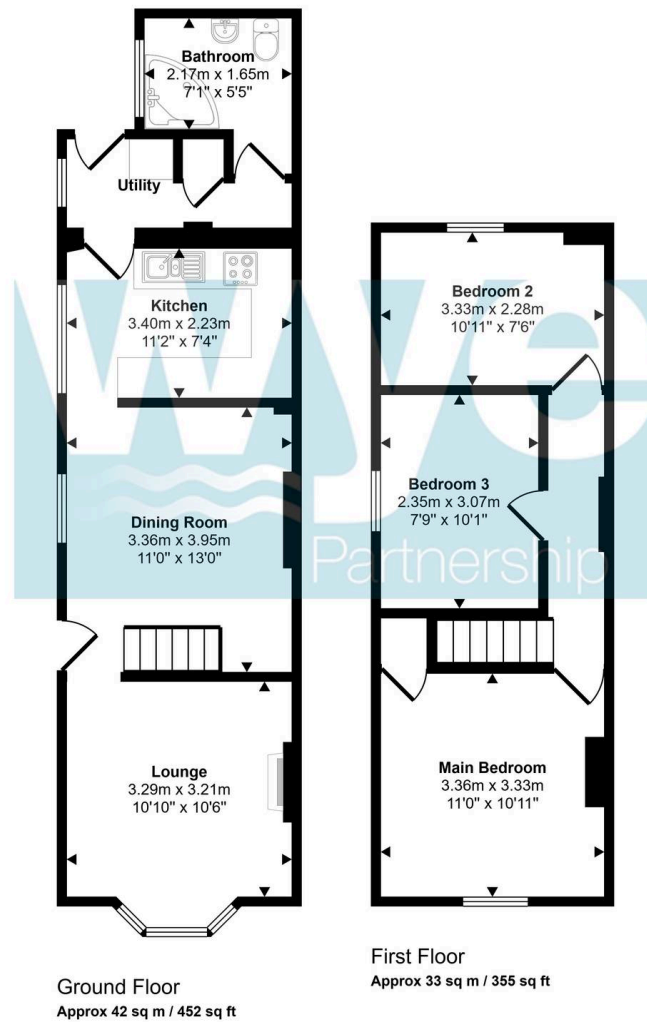 Bathroom
2.17m x 1.65m
7'1" x 5'5"
Utility
Kitchen
3.40m x 2.23m
11'2" x 7'4"
Dining Room
3.36m x 3.95m
11'0" x 13'0"
Lounge
3.29m x 3.21m
10'10" x 10'6"
Ground Floor
Approx 42 sq m / 452 sq ft
Bedroom 2
3.33m x 2.28m
10'11" x 7'6"
Bedroom 3
2.35m x 3.07m
7'9" x 10'1"
Main Bedroom
3.36m x 3.33m
11'0" x 10'11"
First Floor
Approx 33 sq m / 355 sq ft
wye
Partnership